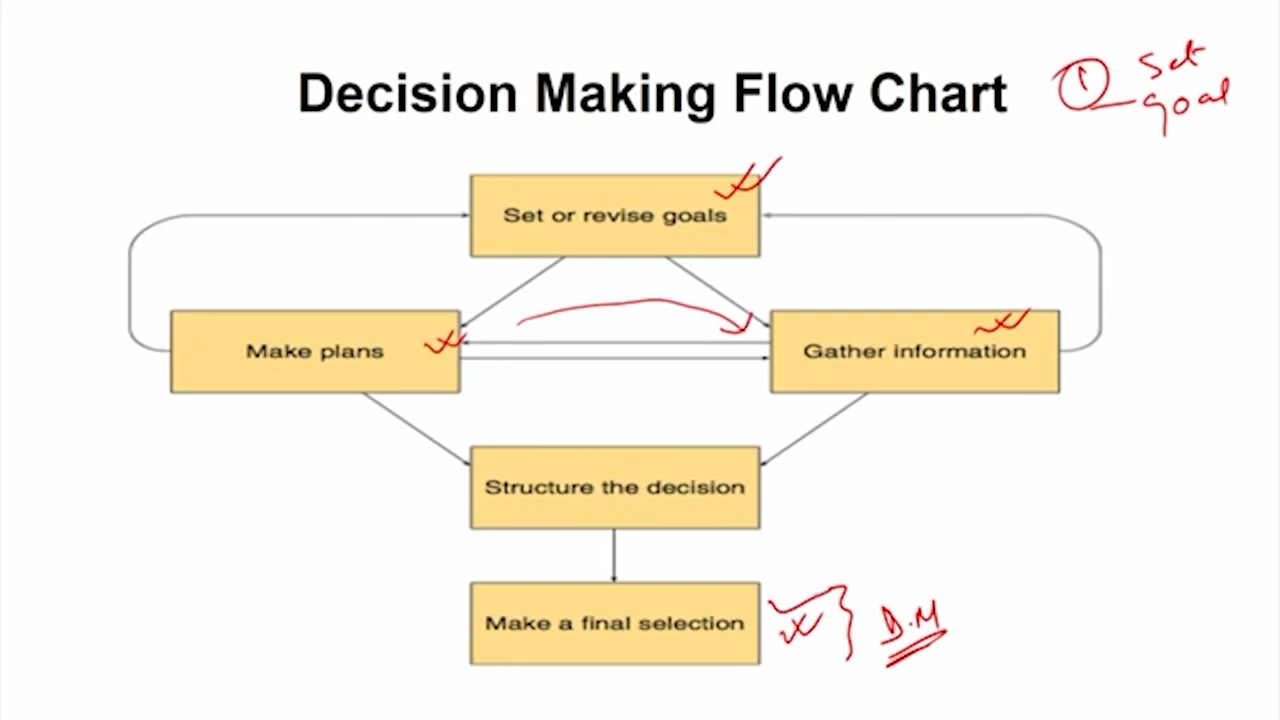 Decision Making Flow Chart
① Set
goal
Set or revise goals
Make plans
Gather information
Structure the decision
Make a final selection
D.M